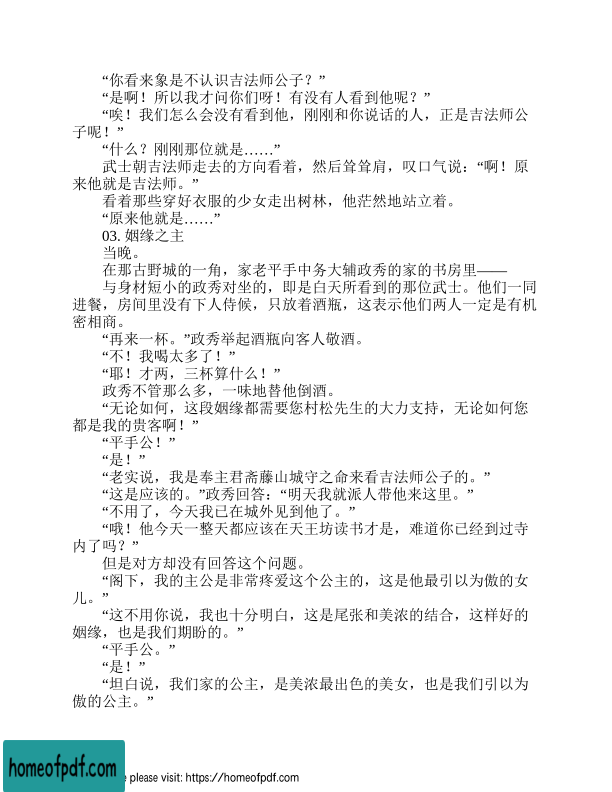 “你看来象是不认识吉法师公子？”
“是啊！所以我才问你们呀！有没有人看到他呢？”
“唉！我们怎么会没有看到他，刚刚和你说话的人，正是吉法师公
子呢！”
“什么？刚刚那位就是……”
武士朝吉法师走去的方向看着，然后耸耸肩，叹口气说：“啊！原
来他就是吉法师。”
看着那些穿好衣服的少女走出树林，他茫然地站立着。
“原来他就是……”
03. 姻缘之主
当晚。
在那古野城的一角，家老平手中务大辅政秀的家的书房里——
与身材短小的政秀对坐的，即是白天所看到的那位武士。他们一同
进餐，房间里没有下人侍候，只放着酒瓶，这表示他们两人一定是有机
密相商。
“再来一杯。”政秀举起酒瓶向客人敬酒。
“不！我喝太多了！”
“耶！才两，三杯算什么！”
政秀不管那么多，一味地替他倒酒。
“无论如何，这段姻缘都需要您村松先生的大力支持，无论如何您
都是我的贵客啊！”
“平手公！”
“是！”
“老实说，我是奉主君斋藤山城守之命来看吉法师公子的。”
“这是应该的。”政秀回答：“明天我就派人带他来这里。”
“不用了，今天我已在城外见到他了。”
“哦！他今天一整天都应该在天王坊读书才是，难道你已经到过寺
内了吗？”
但是对方却没有回答这个问题。
“阁下，我的主公是非常疼爱这个公主的，这是他最引以为傲的女
儿。”
“这不用你说，我也十分明白，这是尾张和美浓的结合，这样好的
姻缘，也是我们期盼的。”
“平手公。”
“是！”
“坦白说，我们家的公主，是美浓最出色的美女，也是我们引以为
傲的公主。”
homeofpdf.com
e please visit: https://homeofpdf.com